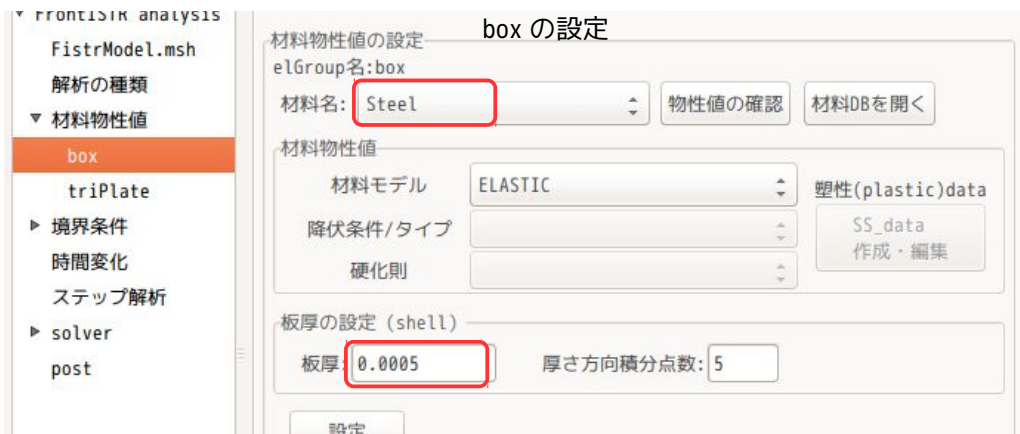 FrontISTR analysis
FistrModel.msh
解析の種類
材料物性値
box
triPlate
境界条件
時間変化
ステップ解析
solver
post
box の設定
材料物性値の設定
elGroup名:box
材料名: Steel 物性値の確認 材料DBを開く
材料物性値
材料モデル ELASTIC 塑性(plastic)data
降伏条件/タイプ SS_data
作成・編集
硬化則
板厚の設定 (shell)
板厚: 0.0005 厚さ方向積分点数: 5
設定